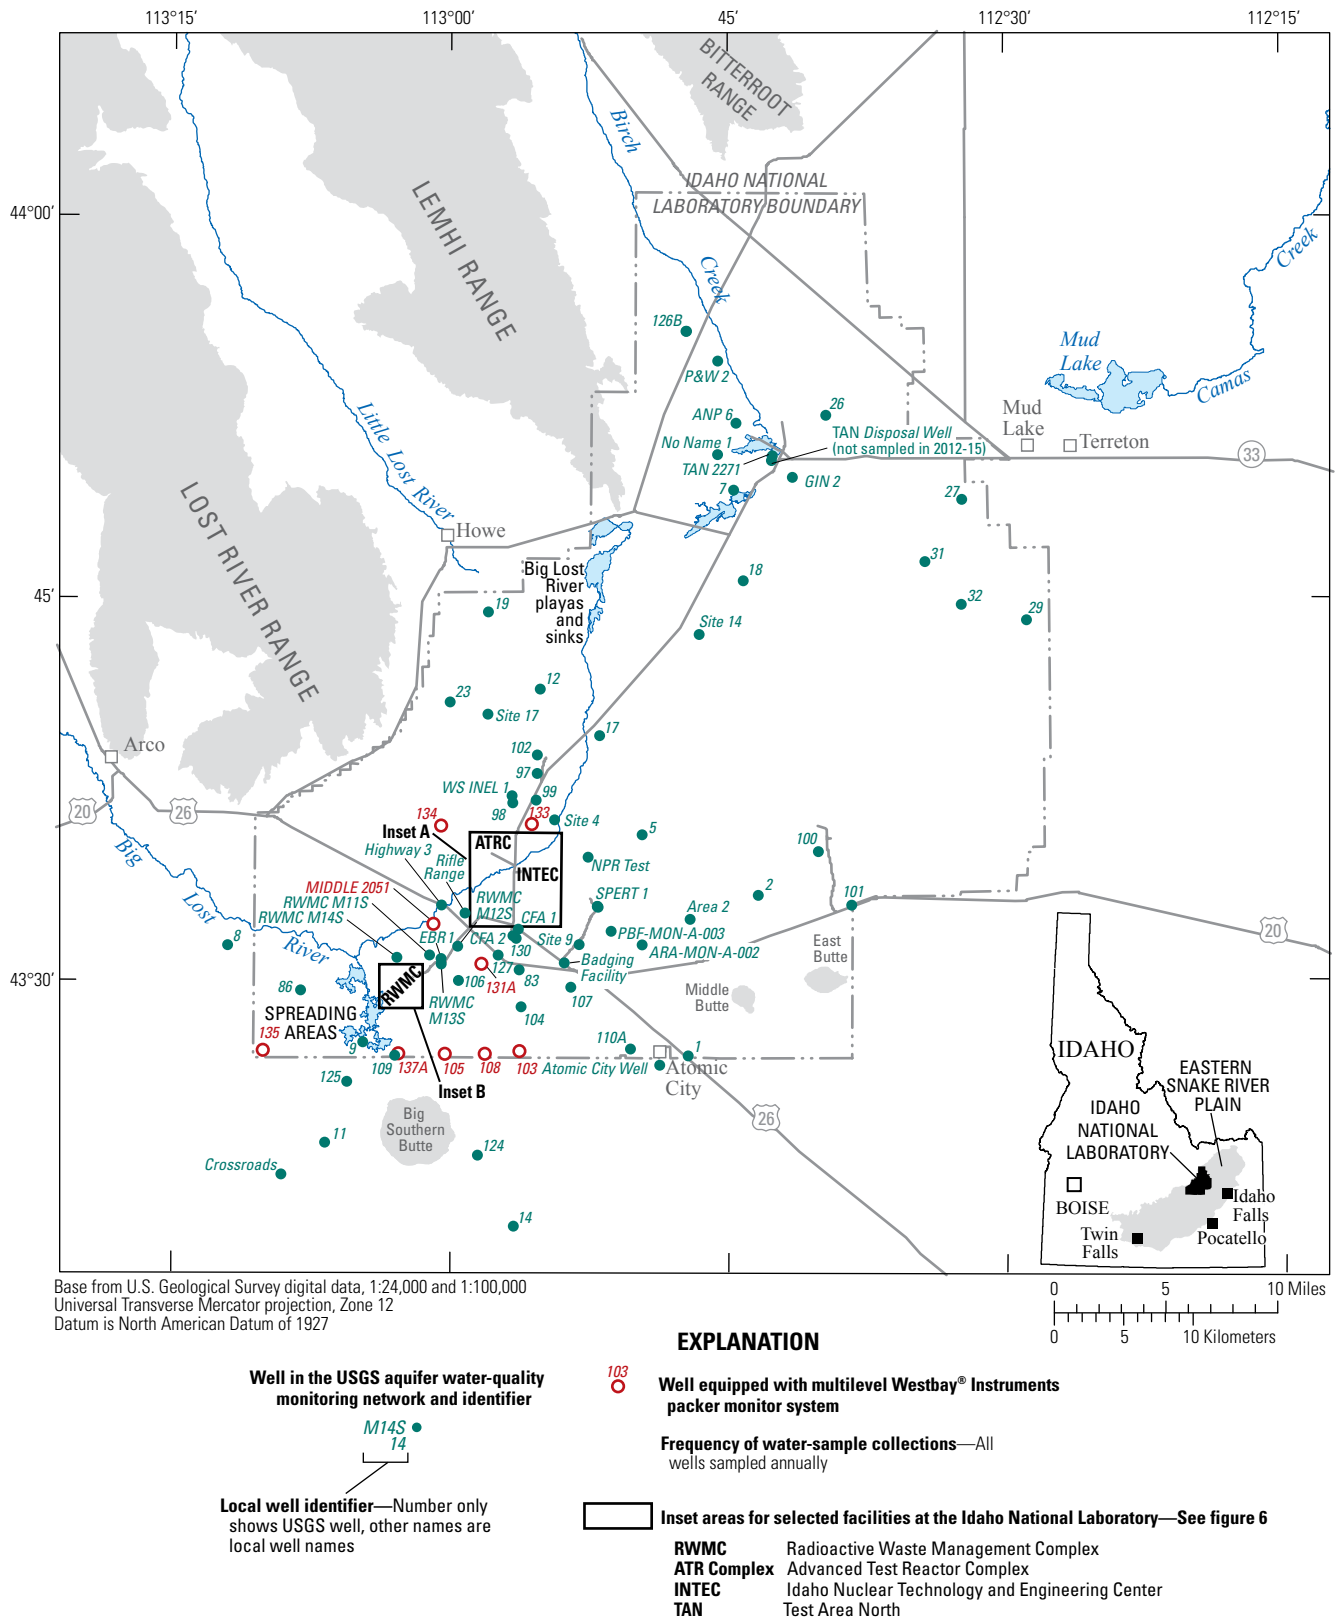 113°15'
113°00'
45'
112°30'
112°15'
BITTERROOT
RANGE
Birch
Creek
IDAHO NATIONAL
LABORATORY BOUNDARY
44°00'
LEMHI RANGE
Creek
Camas
Mud
Lake
126B
P&W 2
26
ANP 6
Mud
Lake
Terreton
TAN Disposal Well
(not sampled in 2012-15)
No Name 1
TAN 2271
33
GIN 2
7
27
Little Lost River
LOST RIVER RANGE
Howe
Big Lost
River
playas
and
sinks
31
18
45'
32
29
19
Site 14
12
23
Site 17
17
Arco
102
97
WS INEL 1
99
98
20
26
134
133
Site 4
5
Inset A
ATRC
Highway 3
Rifle
Range
INTEC
NPR Test
100
Big
Lost
River
MIDDLE 2051
RWMC M11S
RWMC M14S
RWMC
M12S
SPERT 1
2
101
CFA 1
Area 2
8
EBR 1
CFA 2
130
Site 9
PBF-MON-A-003
ARA-MON-A-002
20
East
Butte
43°30'
127
83
Badging
Facility
RWMC
106
131A
107
Middle
Butte
86
RWMC
M13S
104
SPREADING
AREAS
135
9
109
137A
105
108
103
110A
1
Atomic City Well
Atomic
City
125
Inset B
Big
Southern
Butte
26
11
124
Crossroads
14
IDAHO
EASTERN
SNAKE RIVER
PLAIN
IDAHO
NATIONAL
LABORATORY
BOISE
Idaho
Falls
Twin
Falls
Pocatello
Base from U.S. Geological Survey digital data, 1:24,000 and 1:100,000
Universal Transverse Mercator projection, Zone 12
Datum is North American Datum of 1927
0 5 10 Miles
0 5 10 Kilometers
EXPLANATION
Well in the USGS aquifer water-quality
monitoring network and identifier
M14S
14
Local well identifier—Number only
shows USGS well, other names are
local well names
103
Well equipped with multilevel Westbay® Instruments
packer monitor system
Frequency of water-sample collections—All
wells sampled annually
Inset areas for selected facilities at the Idaho National Laboratory—See figure 6
RWMC Radioactive Waste Management Complex
ATR Complex Advanced Test Reactor Complex
INTEC Idaho Nuclear Technology and Engineering Center
TAN Test Area North